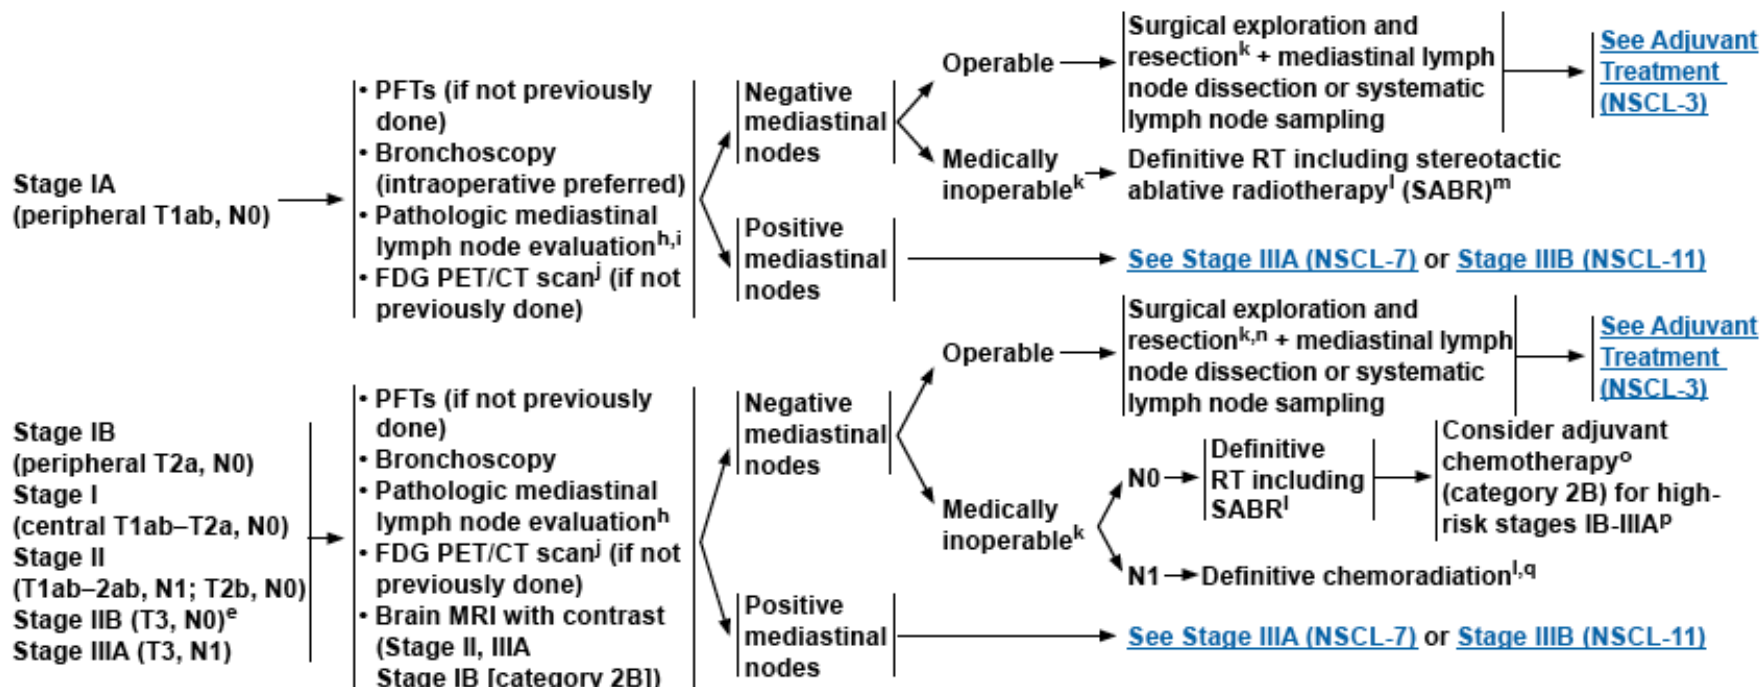 Stage IA
(peripheral T1ab, N0)
• PFTs (if not previously
done)
• Bronchoscopy
(intraoperative preferred)
• Pathologic mediastinal
lymph node evaluationh,i
• FDG PET/CT scanj (if not
previously done)
Negative
mediastinal
nodes
Operable
Surgical exploration and
resectionk + mediastinal lymph
node dissection or systematic
lymph node sampling
See Adjuvant
Treatment
(NSCL-3)
Medically
inoperablek
Definitive RT including stereotactic
ablative radiotherapyl (SABR)m
Positive
mediastinal
nodes
See Stage IIIA (NSCL-7) or Stage IIIB (NSCL-11)
Stage IB
(peripheral T2a, N0)
Stage I
(central T1ab–T2a, N0)
Stage II
(T1ab–2ab, N1; T2b, N0)
Stage IIB (T3, N0)e
Stage IIIA (T3, N1)
• PFTs (if not previously
done)
• Bronchoscopy
• Pathologic mediastinal
lymph node evaluationh
• FDG PET/CT scanj (if not
previously done)
• Brain MRI with contrast
(Stage II, IIIA
Stage IB [category 2B])
Negative
mediastinal
nodes
Operable
Surgical exploration and
resectionk,n + mediastinal lymph
node dissection or systematic
lymph node sampling
See Adjuvant
Treatment
(NSCL-3)
Medically
inoperablek
N0
Definitive
RT including
SABRl
Consider adjuvant
chemotherapyo
(category 2B) for high-
risk stages IB-IIIAp
N1
Definitive chemoradiationl,q
Positive
mediastinal
nodes
See Stage IIIA (NSCL-7) or Stage IIIB (NSCL-11)